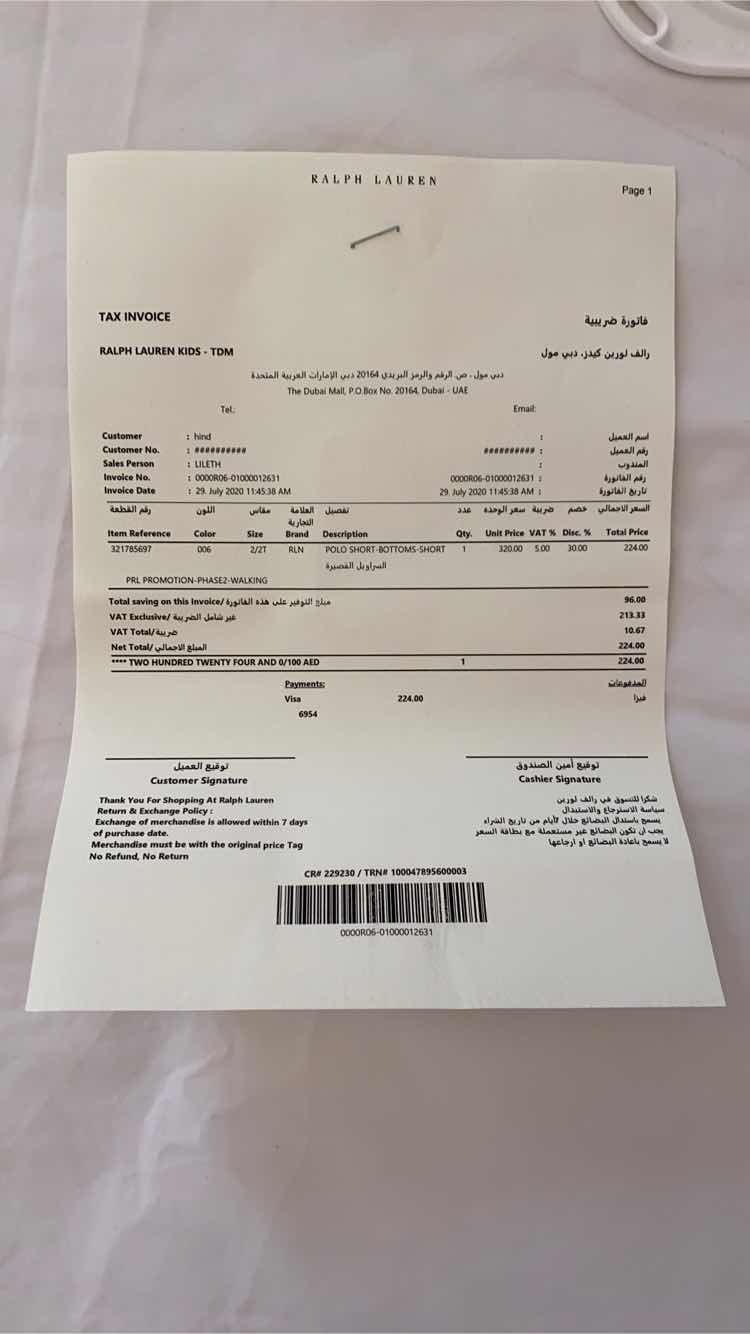 RALPH LAUREN
Page 1
TAX INVOICE فاتورة ضريبية
RALPH LAUREN KIDS - TDM رالف لورين كيدز، دبي مول
دبي مول ، ص. الرقم والرمز البريدي 20164 دبي الإمارات العربية المتحدة
The Dubai Mall, P.O.Box No. 20164, Dubai - UAE
Tel.: Email:
Customer : hind : اسم العميل
Customer No. : ########## ########## : رقم العميل
Sales Person : LILETH : المندوب
Invoice No. : 0000R06-01000012631 0000R06-01000012631 : رقم الفاتورة
Invoice Date : 29. July 2020 11:45:38 AM 29. July 2020 11:45:38 AM : تاريخ الفاتورة
رقم القطعة اللون مقاس العلامة التجارية تفصيل عدد سعر الوحدة ضريبة خصم السعر الاجمالي
Item Reference Color Size Brand Description Qty. Unit Price VAT % Disc. % Total Price
321785697 006 2/2T RLN POLO SHORT-BOTTOMS-SHORT 1 320.00 5.00 30.00 224.00
السراويل القصيرة
PRL PROMOTION-PHASE2-WALKING
Total saving on this Invoice/ مبلغ التوفير على هذه الفاتورة 96.00
VAT Exclusive/ غير شامل الضريبة 213.33
VAT Total/ ضريبة 10.67
Net Total/ المبلغ الاجمالي 224.00
**** TWO HUNDRED TWENTY FOUR AND 0/100 AED 1 224.00
Payments: المدفوعات
Visa 224.00 فيزا
6954
توقيع العميل توقيع أمين الصندوق
Customer Signature Cashier Signature
Thank You For Shopping At Ralph Lauren شكرا للتسوق في رالف لورين
Return & Exchange Policy : سياسة الاسترجاع والاستبدال
Exchange of merchandise is allowed within 7 days يسمح باستدال البضائع خلال ٧أيام من تاريخ الشراء
of purchase date. يجب ان تكون البضائع غير مستعملة مع بطاقة السعر
Merchandise must be with the original price Tag لا يسمح باعادة البضائع او ارجاعها
No Refund, No Return
CR# 229230 / TRN# 100047895600003
0000R06-01000012631